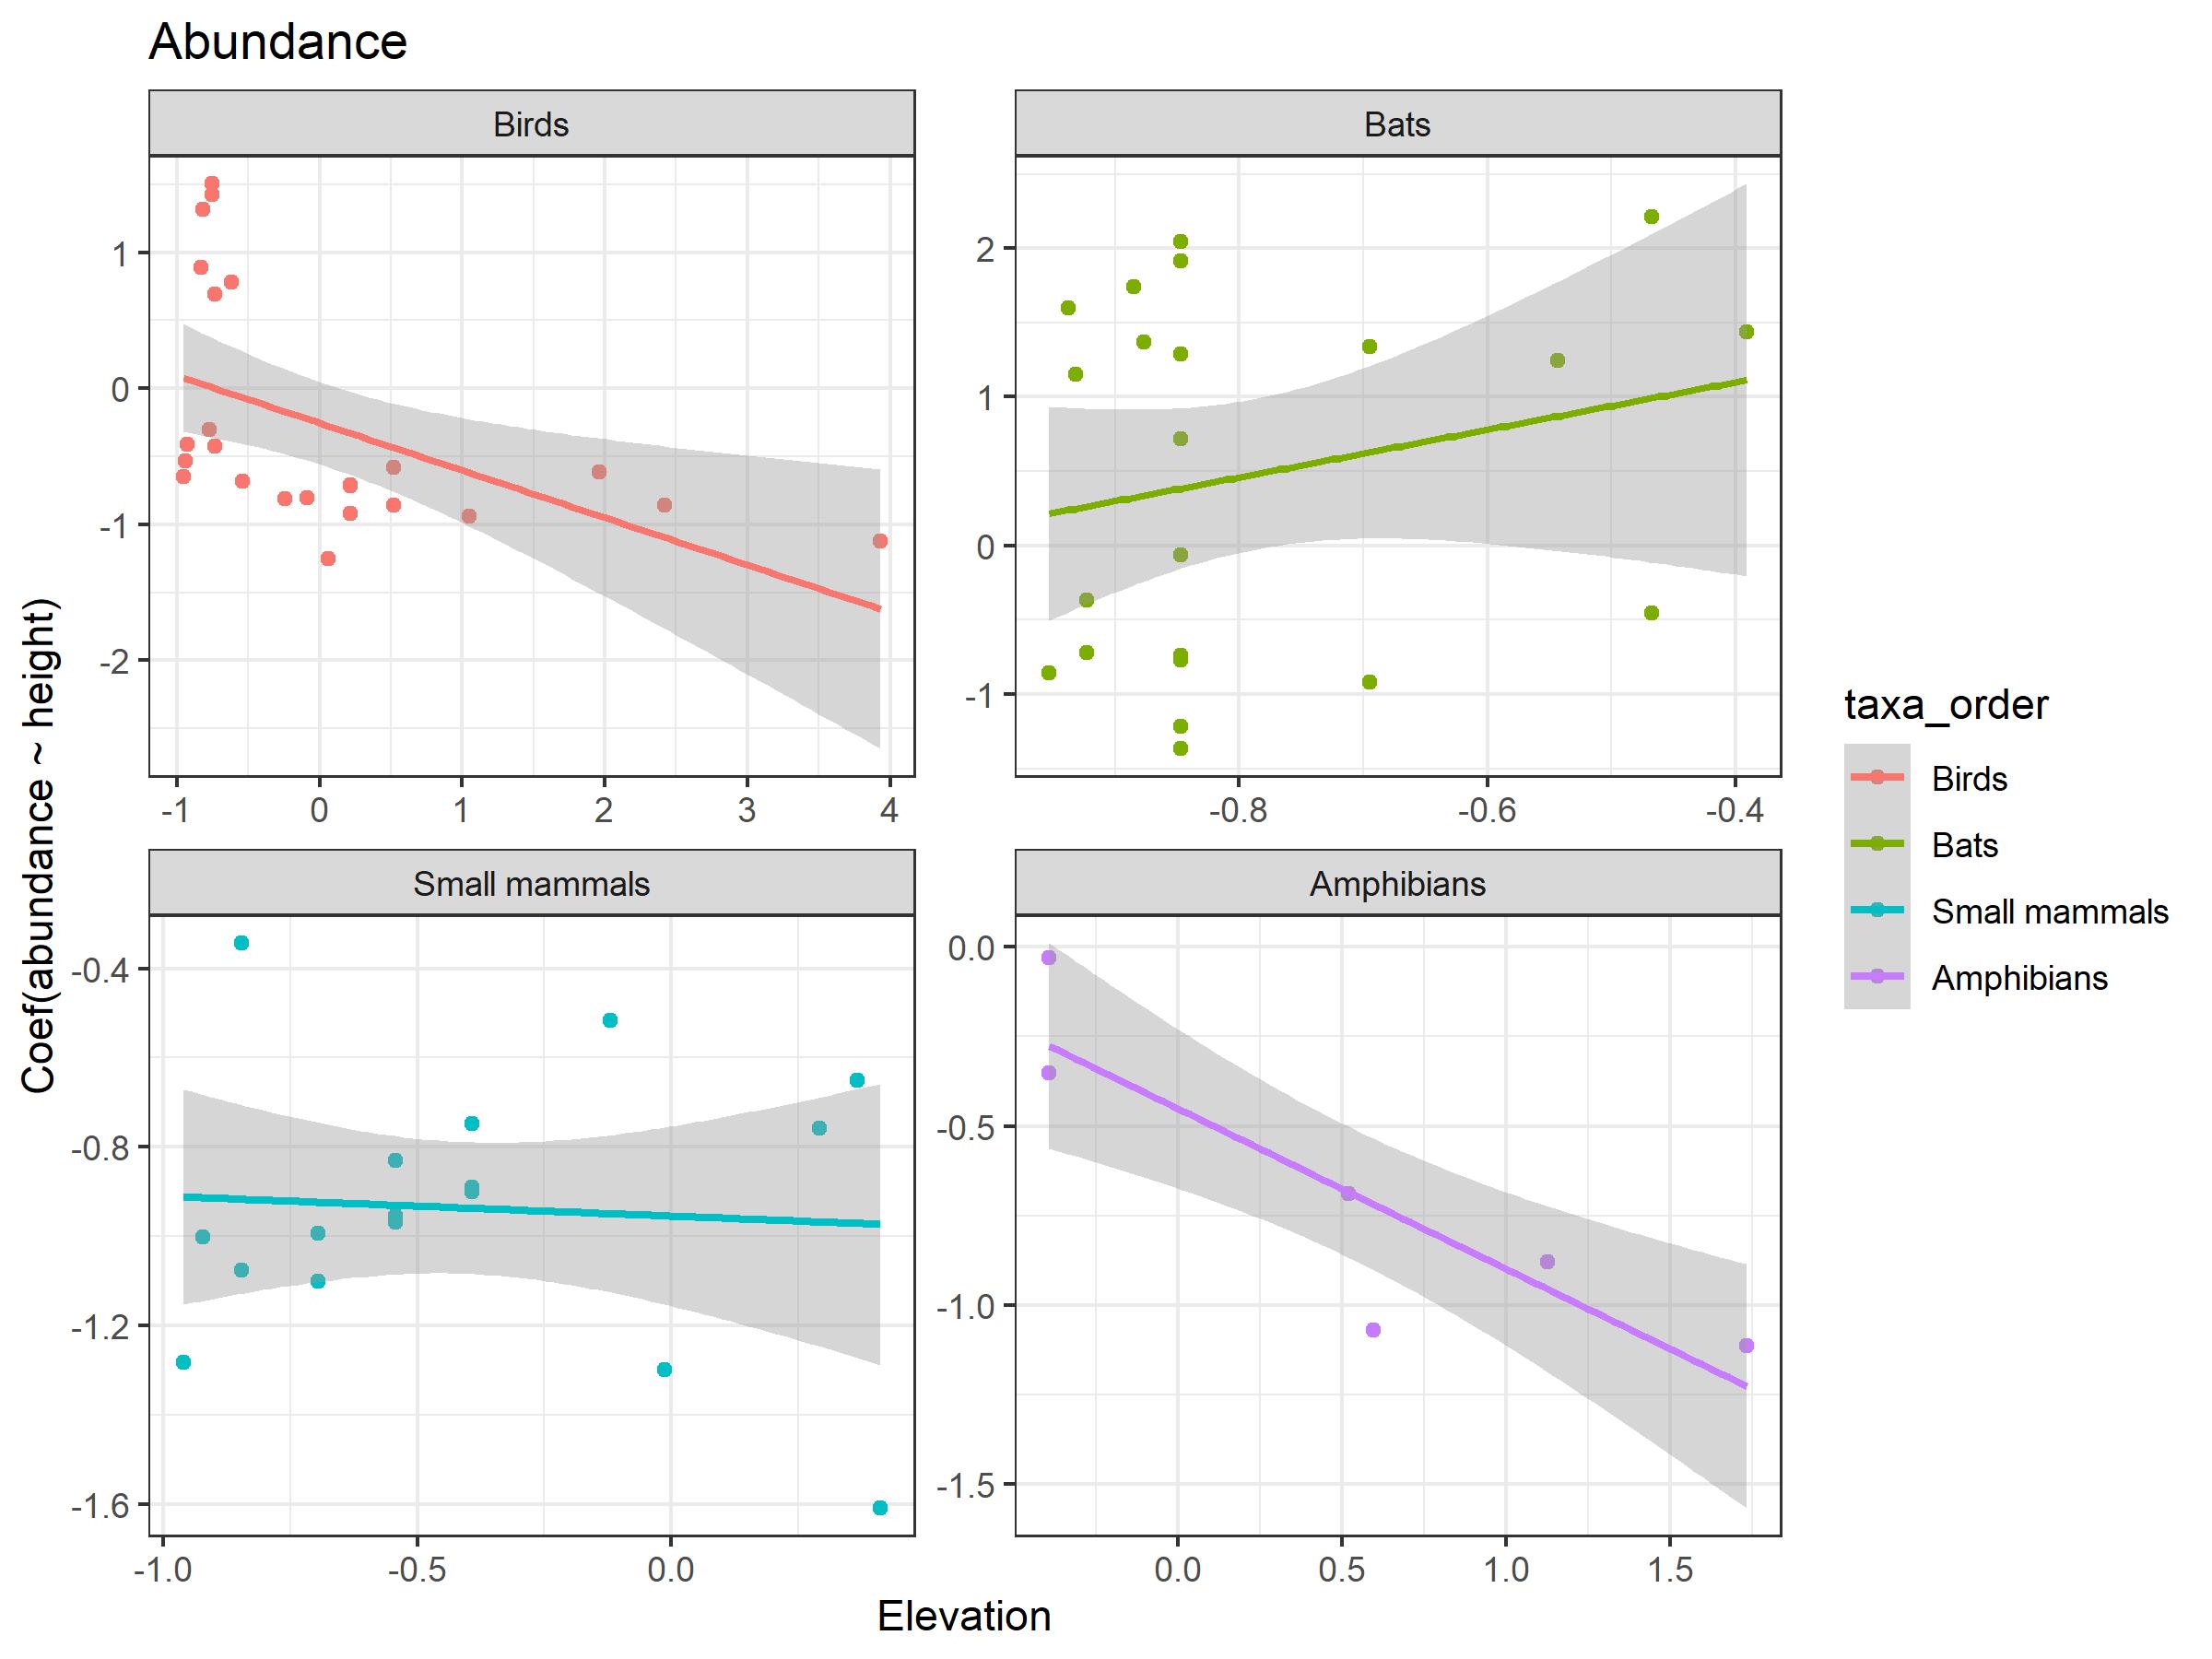 Abundance
Birds
Bats
1
0
-1
-2
2
1
0
-1
-1 0 1 2 3 4
-0.8 -0.6 -0.4
Small mammals
Amphibians
-0.4
-0.8
-1.2
-1.6
0.0
-0.5
-1.0
-1.5
-1.0 -0.5 0.0
0.0 0.5 1.0 1.5
Elevation
Coef(abundance ~ height)
taxa_order
Birds
Bats
Small mammals
Amphibians